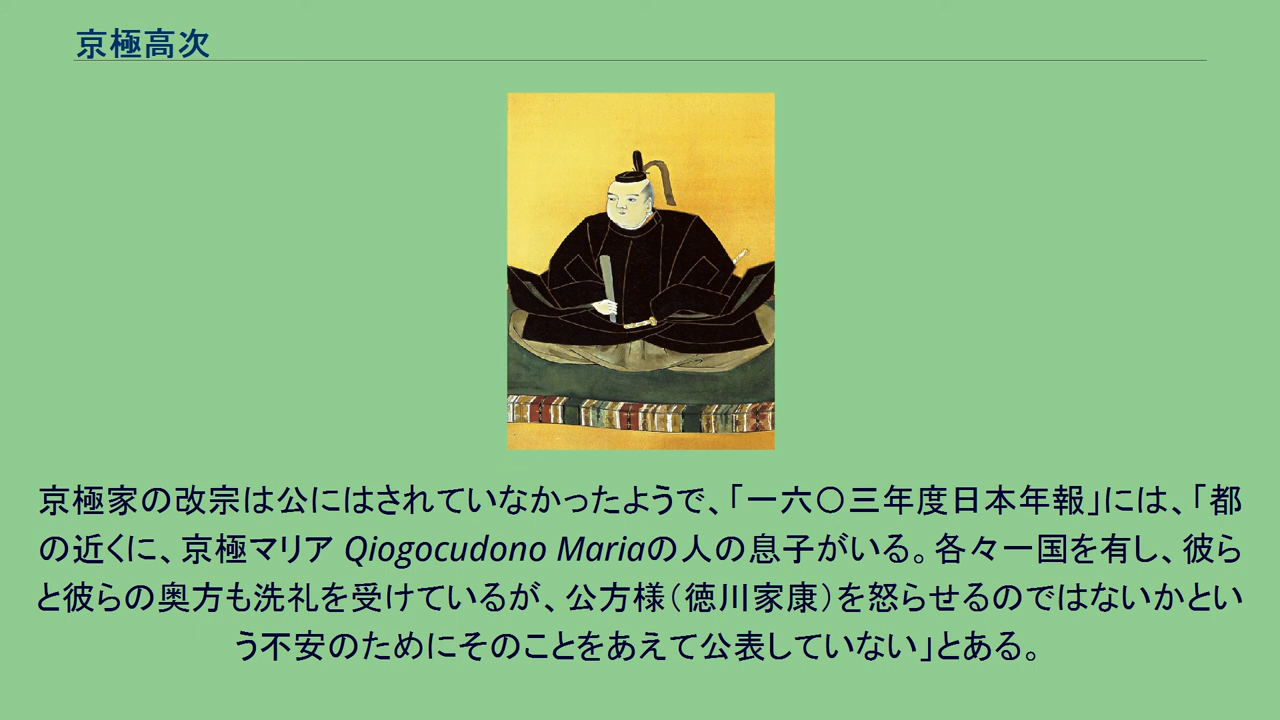 京極高次
京極家の改宗は公にはされていなかったようで、「一六〇三年度日本年報」には、「都
の近くに、京極マリア Qiogocudono Mariaの人の息子がいる。各々一国を有し、彼ら
と彼らの奥方も洗礼を受けているが、公方様（徳川家康）を怒らせるのではないかとい
う不安のためにそのことをあえて公表していない」とある。